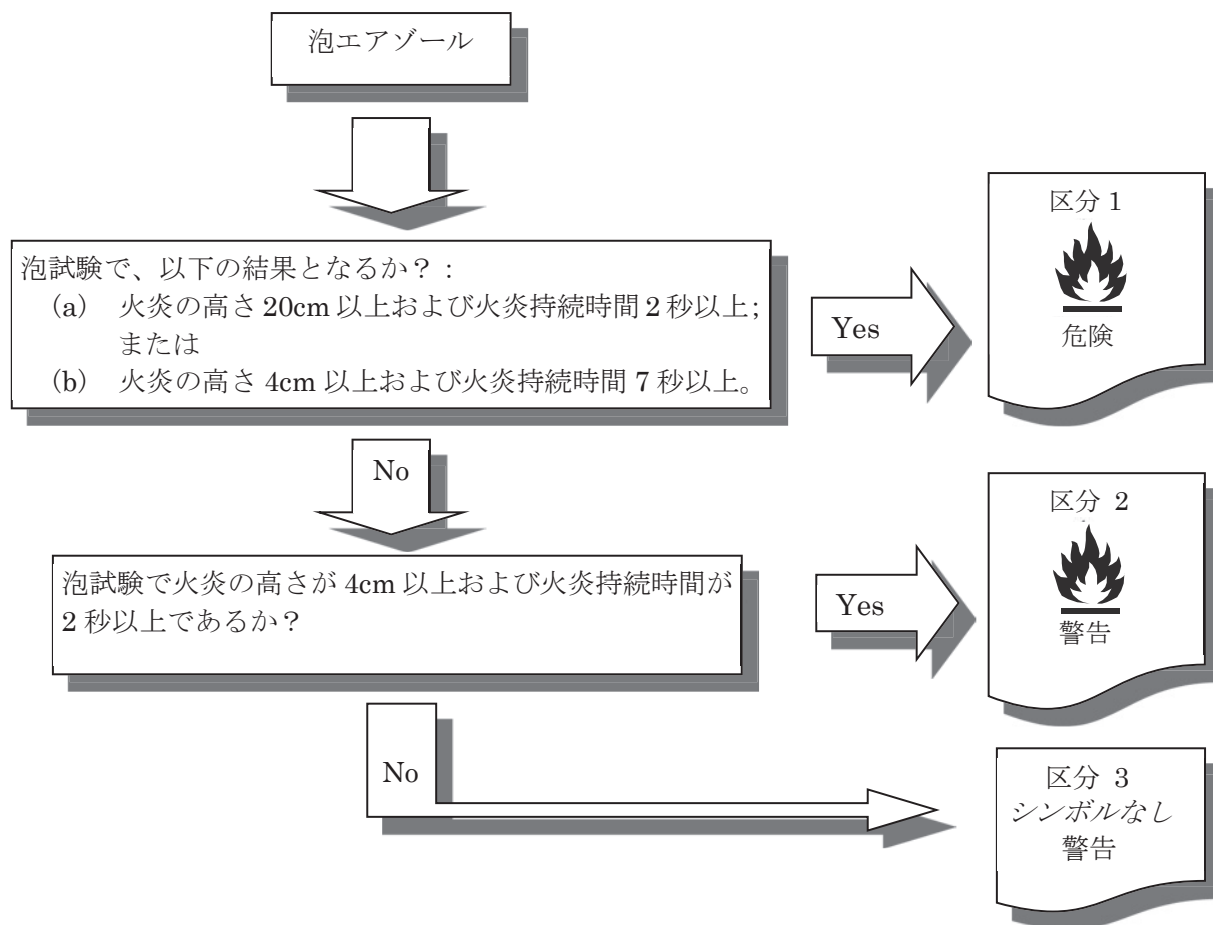 泡エアゾール
泡試験で、以下の結果となるか？：
(a) 火炎の高さ 20cm 以上および火炎持続時間 2 秒以上;
または
(b) 火炎の高さ 4cm 以上および火炎持続時間 7 秒以上。
Yes
区分 1
危険
No
泡試験で火炎の高さが 4cm 以上および火炎持続時間が
2 秒以上であるか？
Yes
区分 2
警告
No
区分 3
シンボルなし
警告